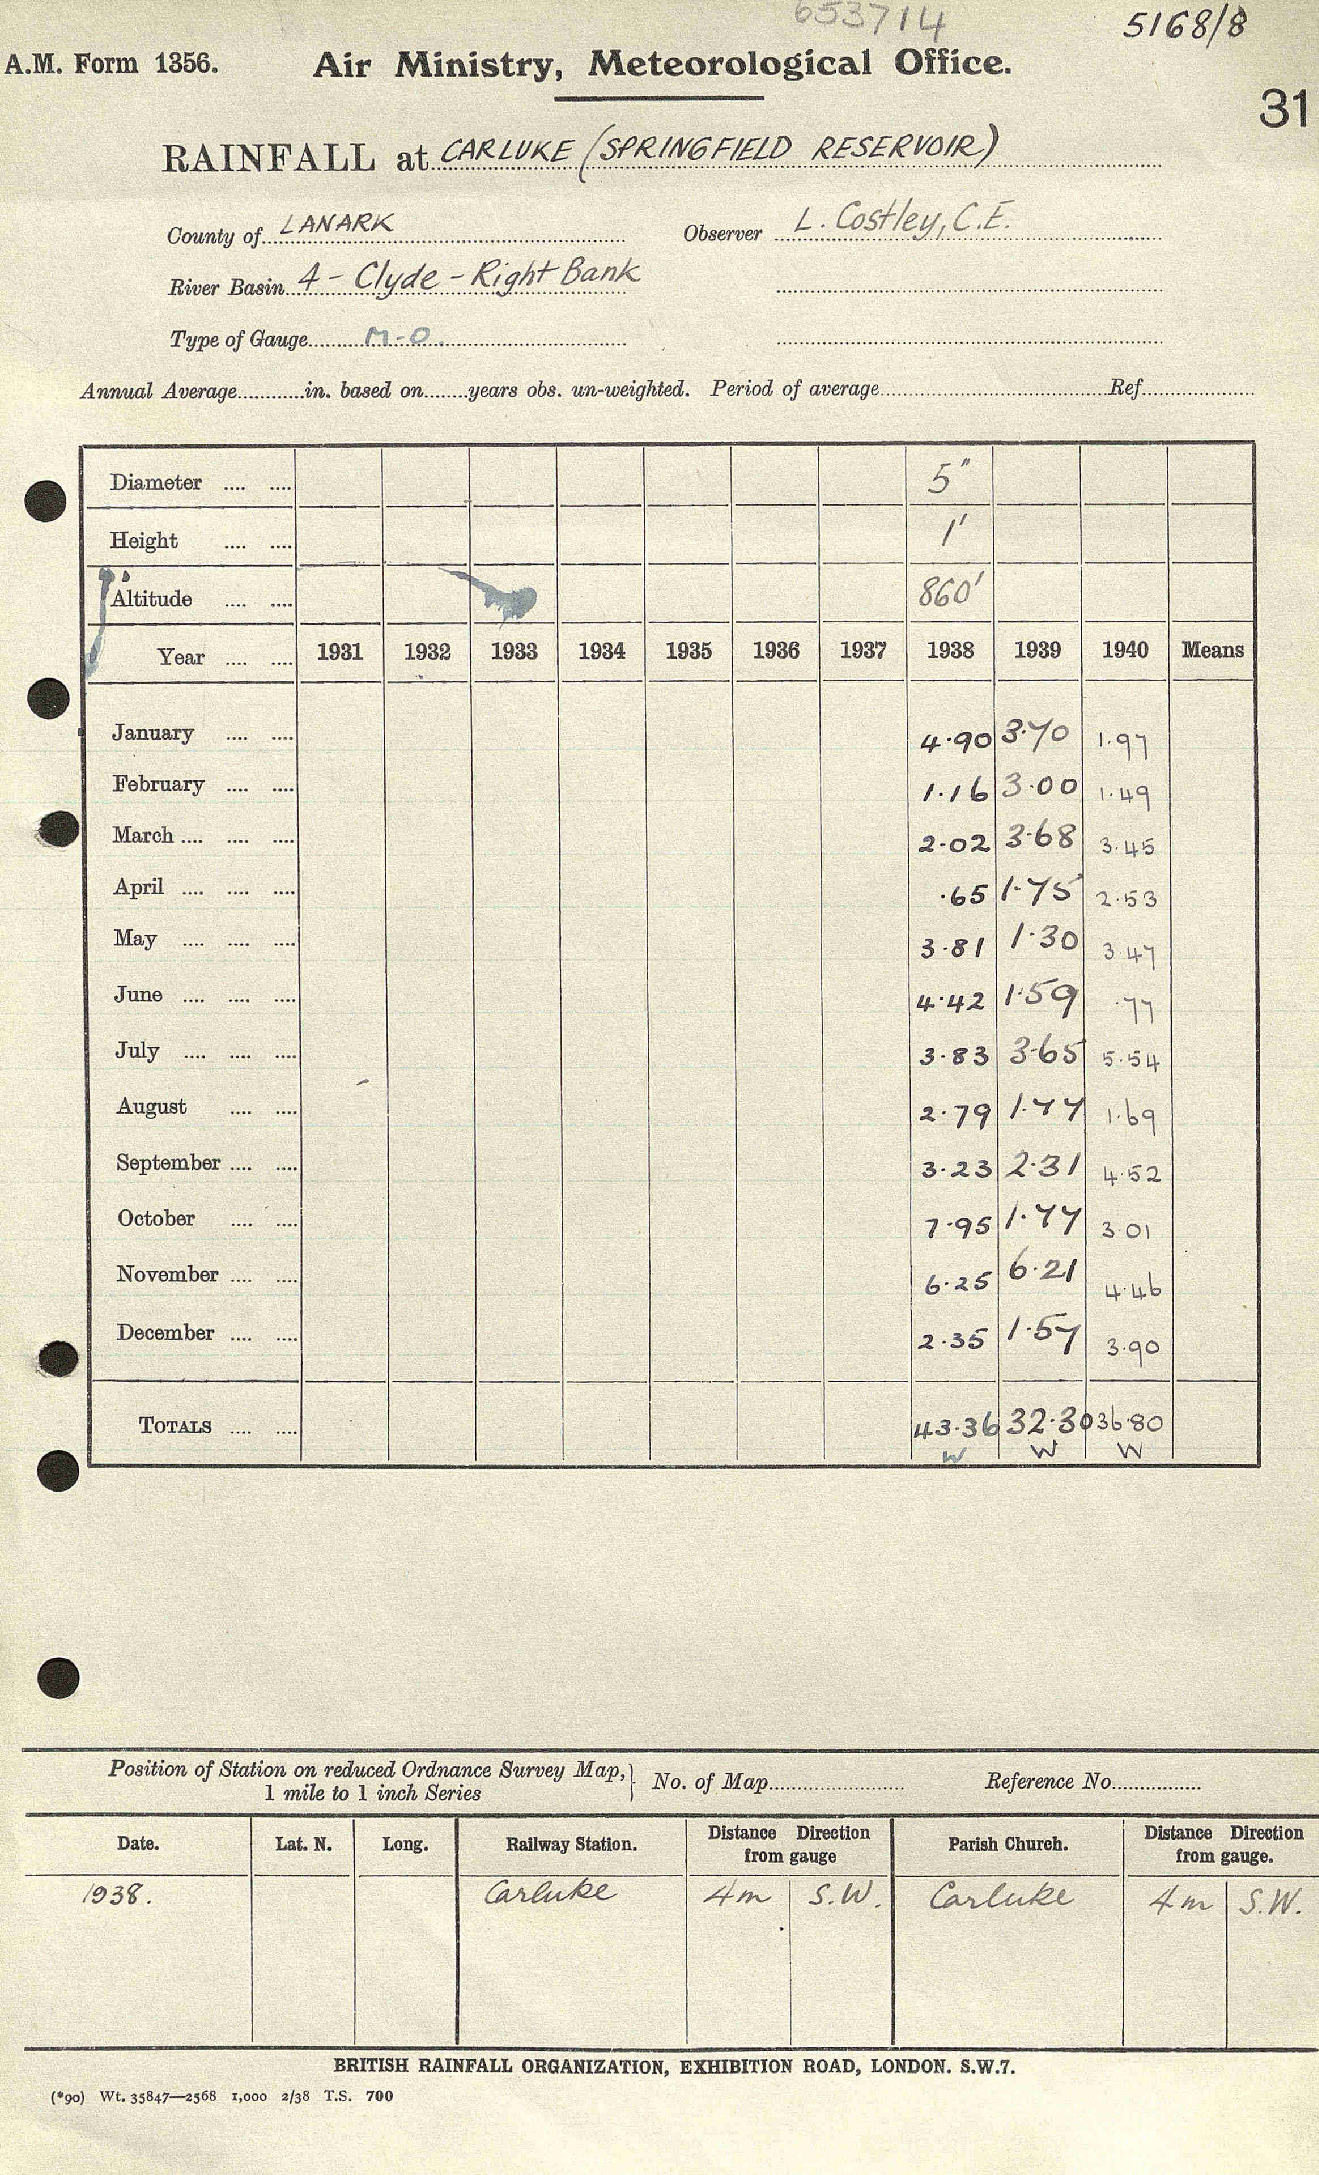 653714
5168/8
A.M. Form 1356. Air Ministry, Meteorological Office.
31
RAINFALL at CARLUKE (SPRINGFIELD RESERVOIR)
County of LANARK Observer L. Costley, C.E.
River Basin 4 - Clyde - Right Bank
Type of Gauge M-O.
Annual Average............in. based on.......years obs. un-weighted. Period of average.......... Ref..........
Diameter .... .... 5"
Height .... .... 1'
Altitude .... .... 860'
Year .... .... 1931 1932 1933 1934 1935 1936 1937 1938 1939 1940 Means
January .... .... 4.90 3.70 1.97
February .... .... 1.16 3.00 1.49
March .... .... .... 2.02 3.68 3.45
April .... .... .... .65 1.75 2.53
May .... .... .... 3.81 1.30 3.47
June .... .... .... 4.42 1.59 .77
July .... .... .... 3.83 3.65 5.54
August .... .... 2.79 1.77 1.69
September .... .... 3.23 2.31 4.52
October .... .... 7.95 1.77 3.01
November .... .... 6.25 6.21 4.46
December .... .... 2.35 1.57 3.90
TOTALS .... .... 43.36 32.30 36.80
W W W
Position of Station on reduced Ordnance Survey Map,
1 mile to 1 inch Series } No. of Map.......... Reference No..........
Date. Lat. N. Long. Railway Station. Distance Direction from gauge Parish Church. Distance Direction from gauge.
1938. Carluke 4m S.W. Carluke 4m S.W.
BRITISH RAINFALL ORGANIZATION, EXHIBITION ROAD, LONDON. S.W.7.
(*90) Wt. 35847—2568 1,000 2/38 T.S. 700